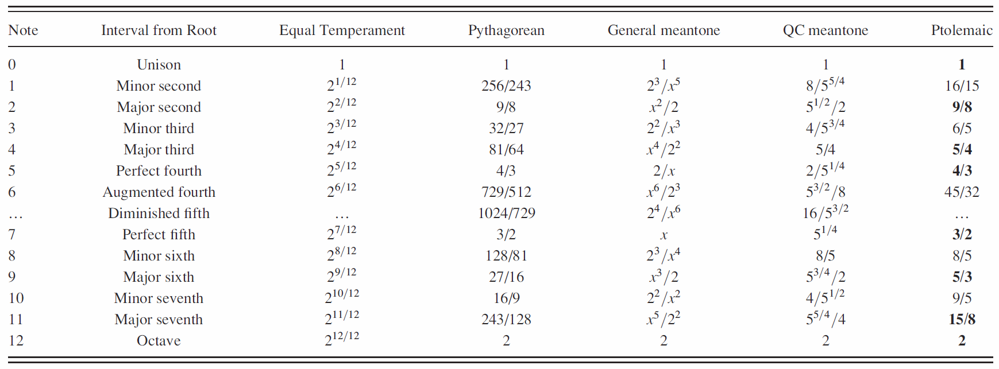 Note Interval from Root Equal Temperament Pythagorean General meantone QC meantone Ptolemaic
0 Unison 1 1 1 1 1
1 Minor second 2^{1/12} 256/243 2^3/x^5 8/5^{5/4} 16/15
2 Major second 2^{2/12} 9/8 x^2/2 5^{1/2}/2 9/8
3 Minor third 2^{3/12} 32/27 2^2/x^3 4/5^{3/4} 6/5
4 Major third 2^{4/12} 81/64 x^4/2^2 5/4 5/4
5 Perfect fourth 2^{5/12} 4/3 2/x 2/5^{1/4} 4/3
6 Augmented fourth 2^{6/12} 729/512 x^6/2^3 5^{3/2}/8 45/32
… Diminished fifth … 1024/729 2^4/x^6 16/5^{3/2} …
7 Perfect fifth 2^{7/12} 3/2 x 5^{1/4} 3/2
8 Minor sixth 2^{8/12} 128/81 2^3/x^4 8/5 8/5
9 Major sixth 2^{9/12} 27/16 x^3/2 5^{3/4}/2 5/3
10 Minor seventh 2^{10/12} 16/9 2^2/x^2 4/5^{1/2} 9/5
11 Major seventh 2^{11/12} 243/128 x^5/2^2 5^{5/4}/4 15/8
12 Octave 2^{12/12} 2 2 2 2